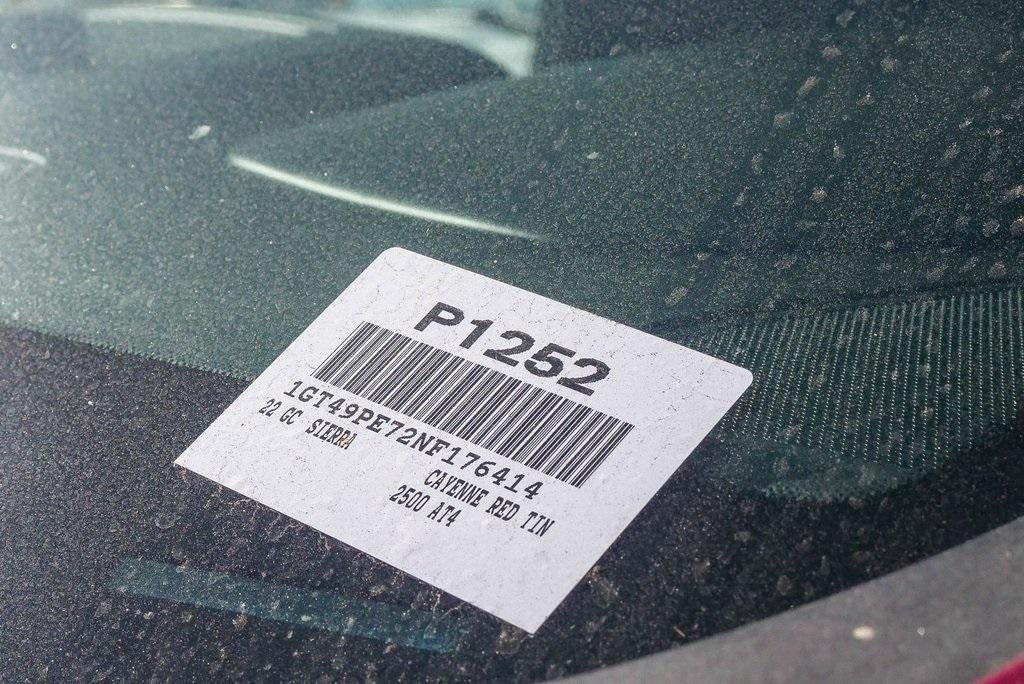 P1252
1GT49PE72NF176414
22 GC SIERRA
CAYENNE RED TIN
2500 AT4